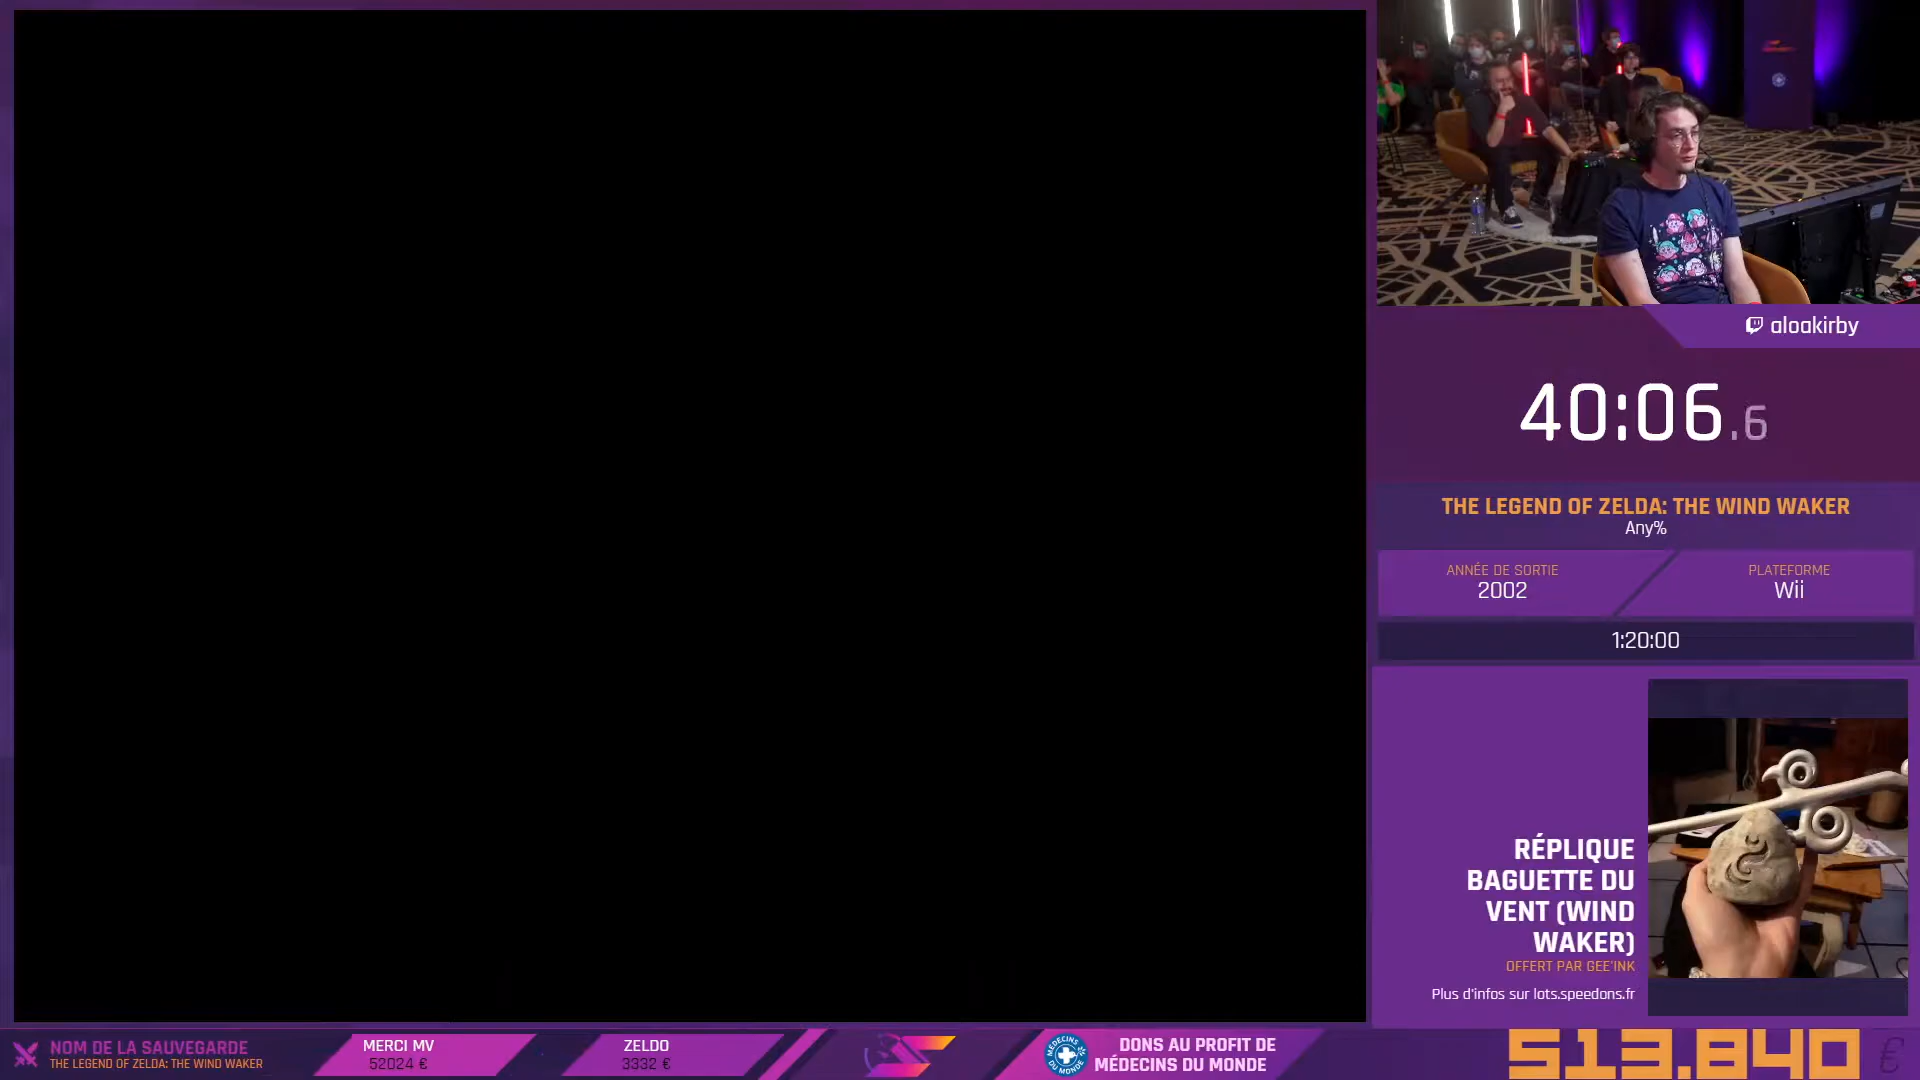 aloakirby
40:06.6
THE LEGEND OF ZELDA: THE WIND WAKER
Any%
ANNÉE DE SORTIE
2002
PLATEFORME
Wii
1:20:00
RÉPLIQUE
BAGUETTE DU
VENT (WIND
WAKER)
OFFERT PAR GEE'INK
Plus d'infos sur lots.speedons.fr
NOM DE LA SAUVEGARDE
THE LEGEND OF ZELDA: THE WIND WAKER
MERCI MV
52024 €
ZELDO
3332 €
MÉDECINS DU MONDE
DONS AU PROFIT DE
MÉDECINS DU MONDE
513.840 €